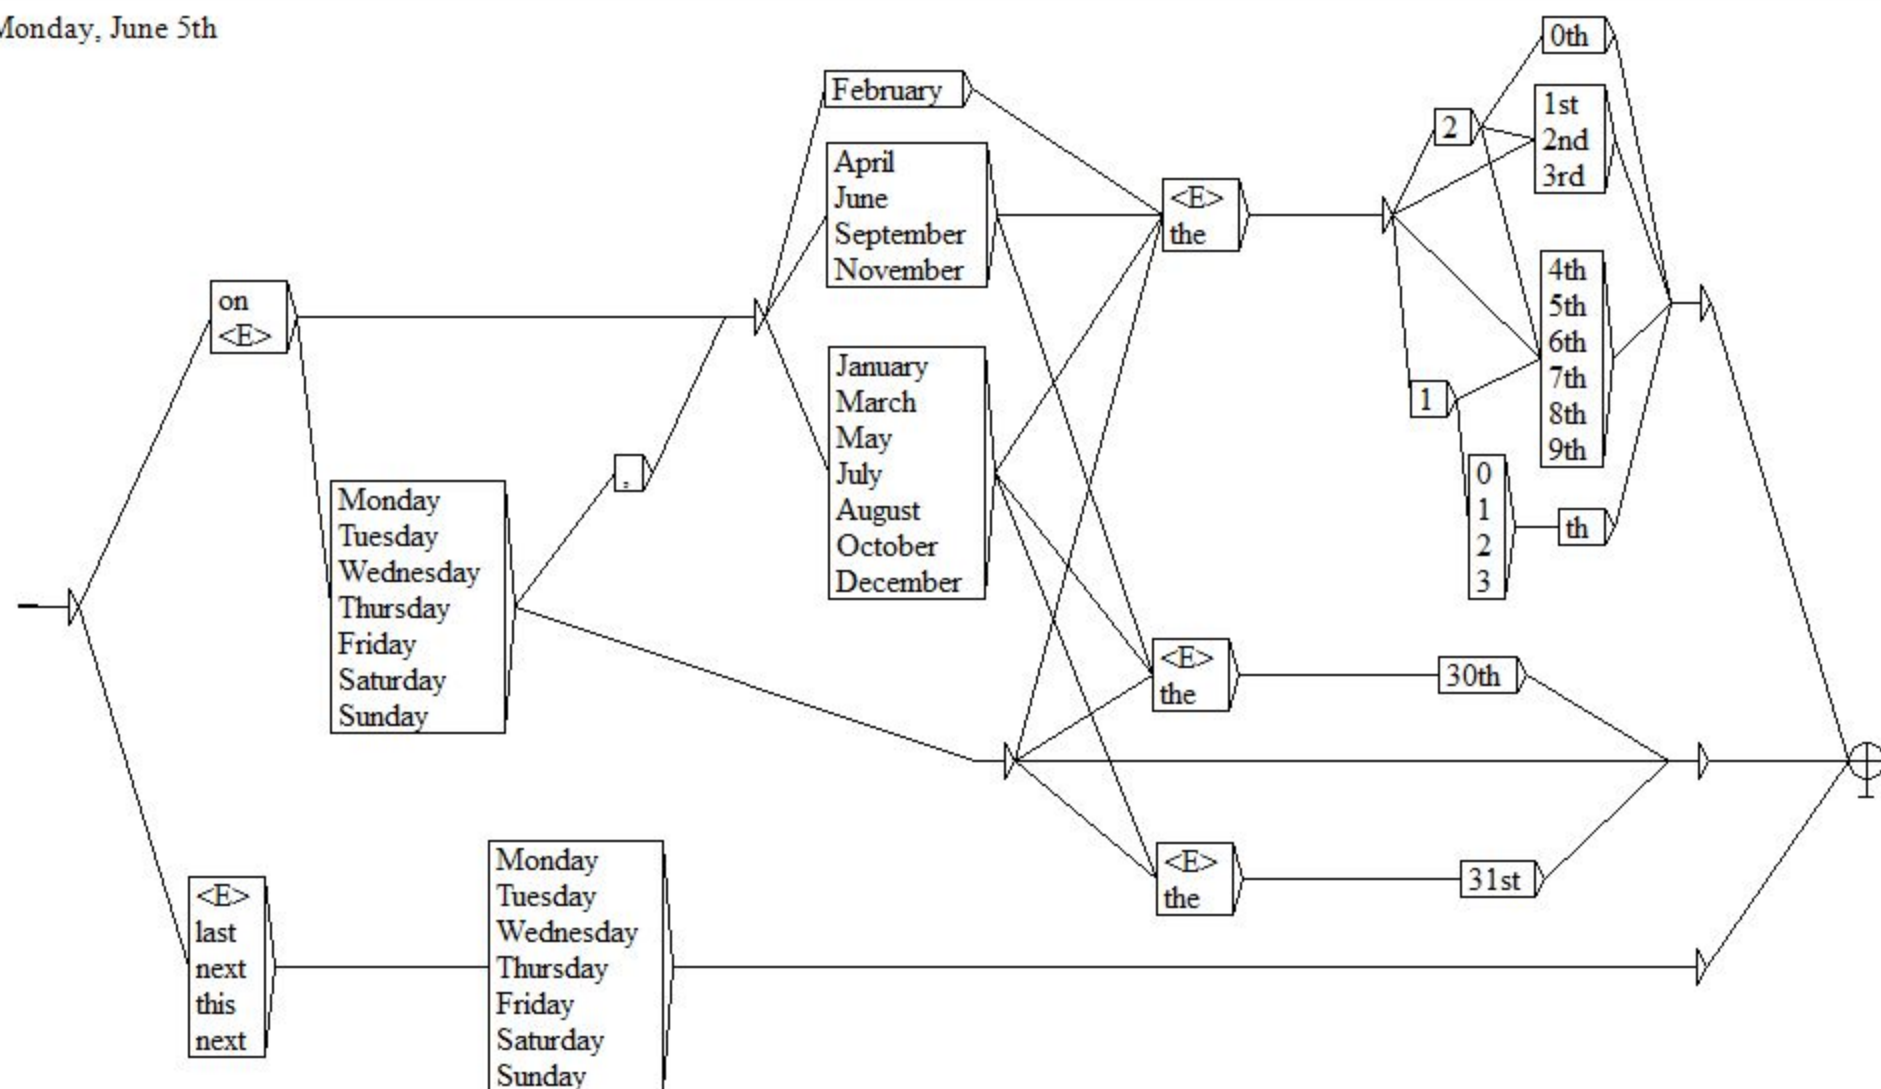 Monday, June 5th
on
<E>
Monday
Tuesday
Wednesday
Thursday
Friday
Saturday
Sunday
,
<E>
last
next
this
next
Monday
Tuesday
Wednesday
Thursday
Friday
Saturday
Sunday
February
April
June
September
November
January
March
May
July
August
October
December
<E>
the
2
1
0th
1st
2nd
3rd
4th
5th
6th
7th
8th
9th
0
1
2
3
th
<E>
the
30th
<E>
the
31st